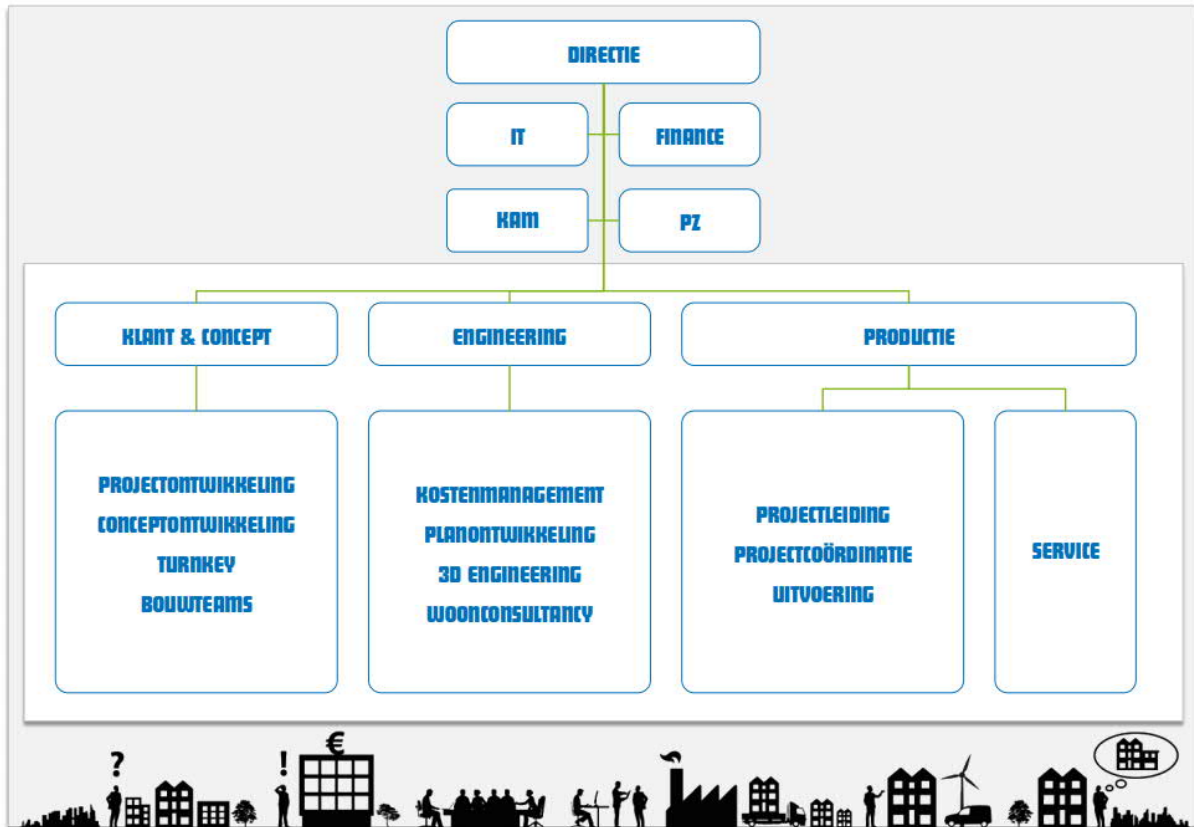 DIRECTIE
IT
FINANCE
KAM
PZ
KLANT & CONCEPT
ENGINEERING
PRODUCTIE
PROJECTONTWIKKELING
CONCEPTONTWIKKELING
TURNKEY
BOUWTEAMS
KOSTENMANAGEMENT
PLANONTWIKKELING
3D ENGINEERING
WOONCONSULTANCY
PROJECTLEIDING
PROJECTCOÖRDINATIE
UITVOERING
SERVICE
? ! €